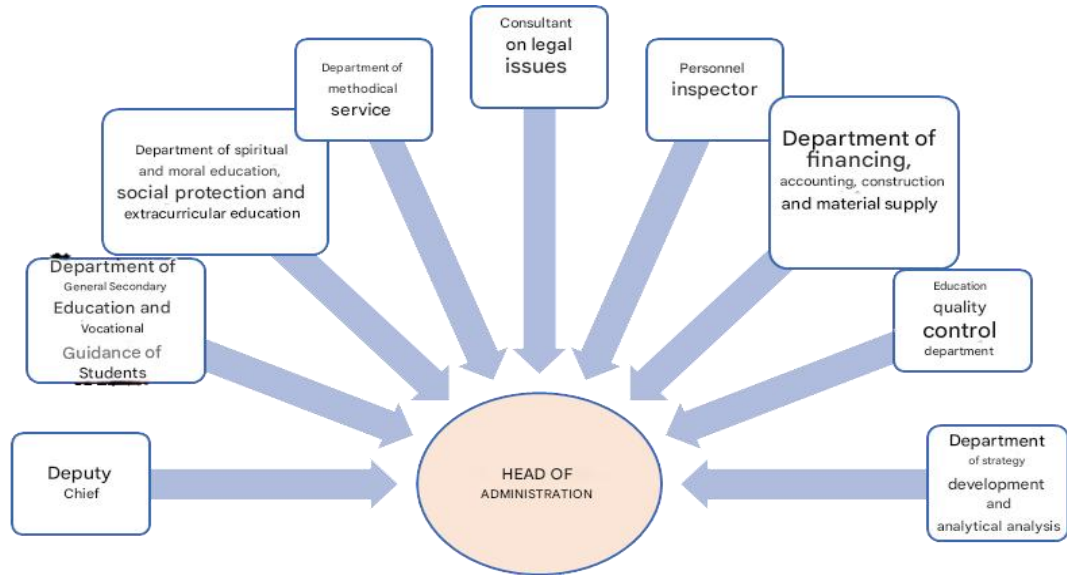 Consultant
on legal
issues
Department of
methodical
service
Personnel
inspector
Department of spiritual
and moral education,
social protection and
extracurricular education
Department of
financing,
accounting, construction
and material supply
Department of
General Secondary
Education and
Vocational
Guidance of
Students
Education
quality
control
department
Deputy
Chief
HEAD OF
ADMINISTRATION
Department
of strategy
development
and
analytical analysis